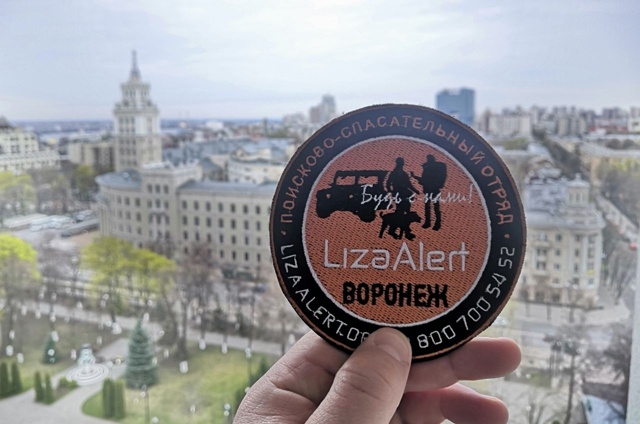 ПОИСКОВО-СПАСАТЕЛЬНЫЙ ОТРЯД
Будь с нами!
LizaAlert
ВОРОНЕЖ
LIZAALERT.O
800 700 54 52